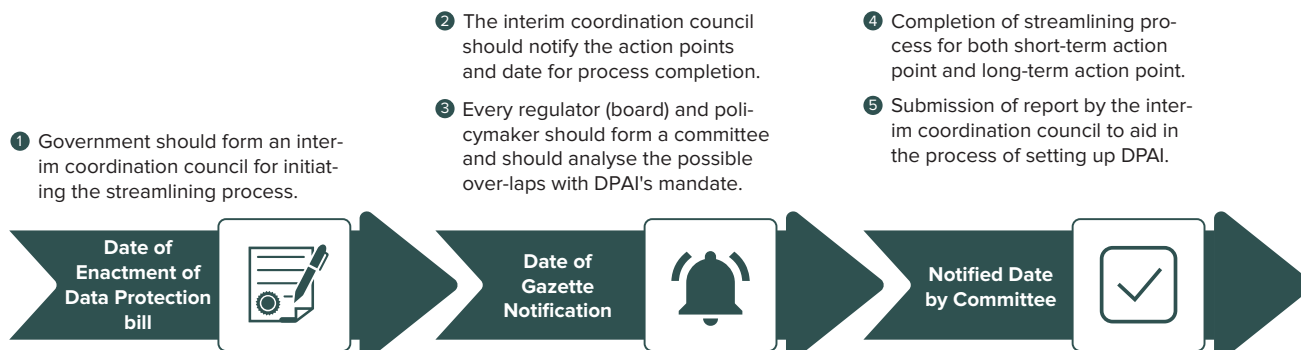 1 Government should form an inter-
im coordination council for initiat-
ing the streamlining process.
Date of
Enactment of
Data Protection
bill
2 The interim coordination council
should notify the action points
and date for process completion.
3 Every regulator (board) and poli-
cymaker should form a committee
and should analyse the possible
over-laps with DPAI's mandate.
Date of
Gazette
Notification
4 Completion of streamlining pro-
cess for both short-term action
point and long-term action point.
5 Submission of report by the inter-
im coordination council to aid in
the process of setting up DPAI.
Notified Date
by Committee